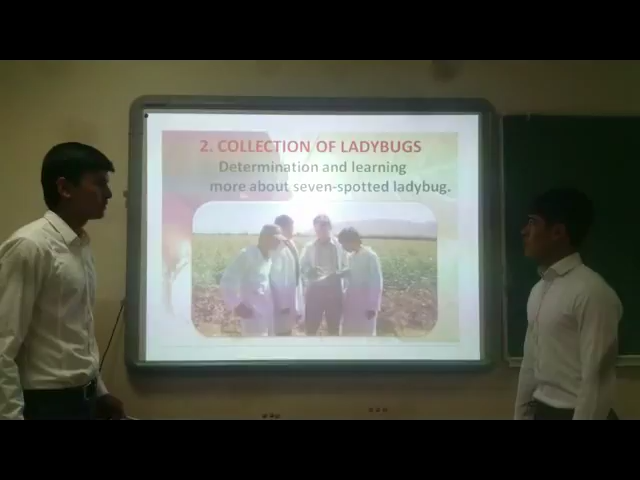 2. COLLECTION OF LADYBUGS
Determination and learning
more about seven-spotted ladybug.